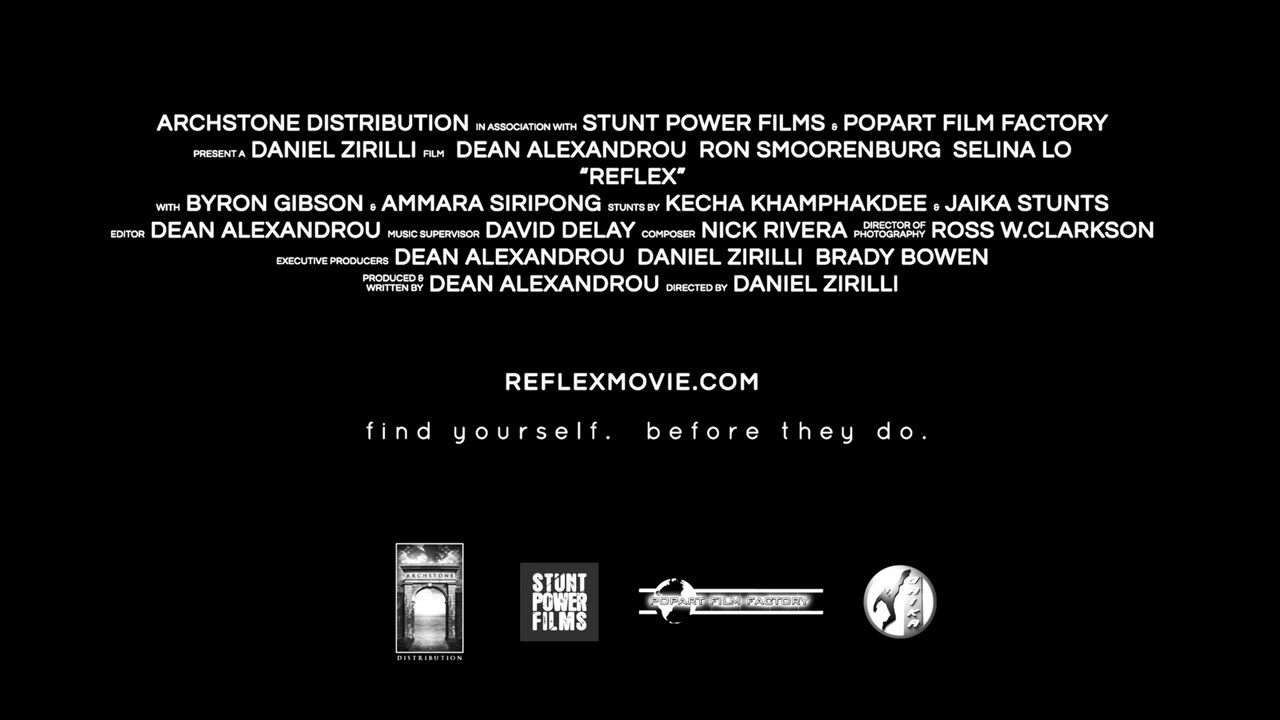 ARCHSTONE DISTRIBUTION IN ASSOCIATION WITH STUNT POWER FILMS & POPART FILM FACTORY
PRESENT A DANIEL ZIRILLI FILM DEAN ALEXANDROU RON SMOORENBURG SELINA LO
“REFLEX”
WITH BYRON GIBSON & AMMARA SIRIPONG STUNTS BY KECHA KHAMPHAKDEE & JAIKA STUNTS
EDITOR DEAN ALEXANDROU MUSIC SUPERVISOR DAVID DELAY COMPOSER NICK RIVERA DIRECTOR OF PHOTOGRAPHY ROSS W.CLARKSON
EXECUTIVE PRODUCERS DEAN ALEXANDROU DANIEL ZIRILLI BRADY BOWEN
PRODUCED & WRITTEN BY DEAN ALEXANDROU DIRECTED BY DANIEL ZIRILLI
REFLEXMOVIE.COM
find yourself. before they do.
ARCHSTONE
DISTRIBUTION
STUNT
POWER
FILMS
POPART FILM FACTORY